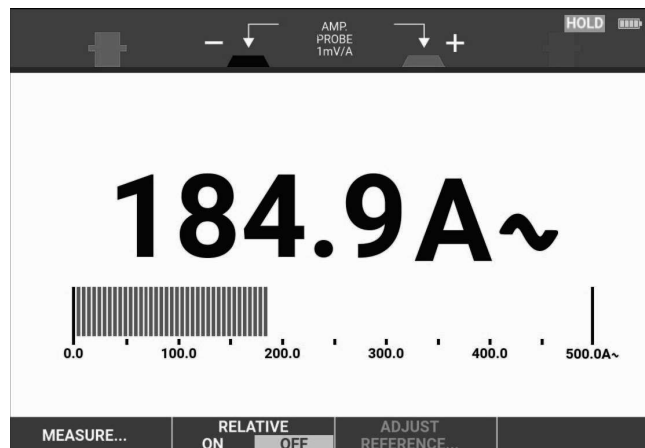 AMP.
PROBE
1mV/A
− +
HOLD
184.9A~
0.0 100.0 200.0 300.0 400.0 500.0A~
MEASURE...
RELATIVE
ON OFF
ADJUST
REFERENCE...